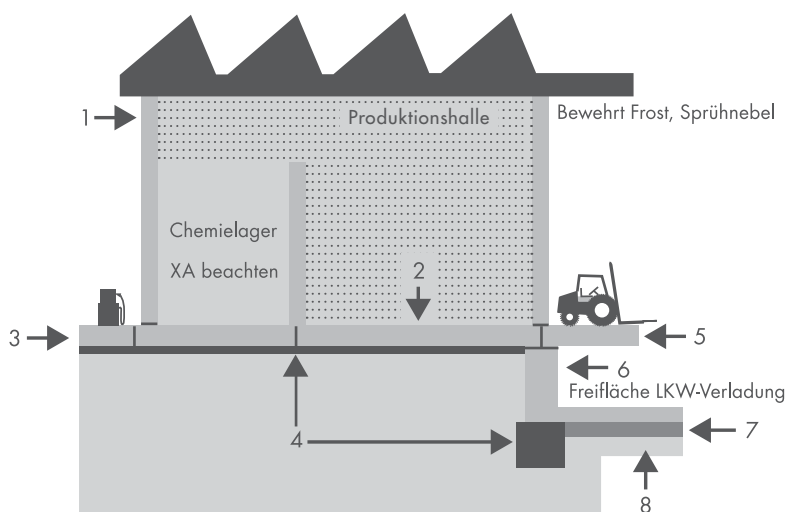 1
Produktionshalle
Bewehrt Frost, Sprühnebel
Chemielager
XA beachten
2
3
5
6
Freifläche LKW-Verladung
4
7
8